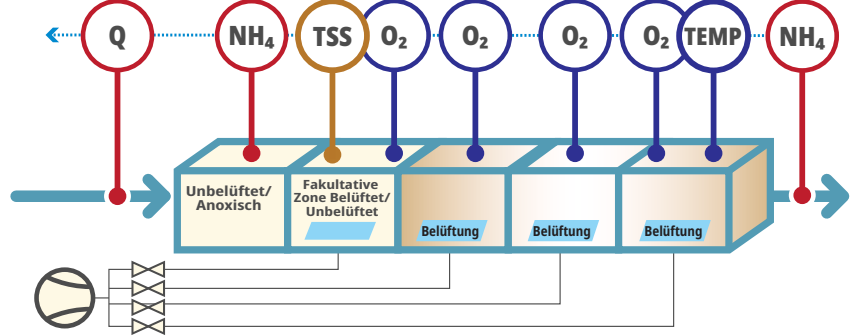 Q NH₄ TSS O₂ O₂ O₂ O₂ TEMP NH₄
Unbelüftet/
Anoxisch
Fakultative
Zone Belüftet/
Unbelüftet
Belüftung
Belüftung
Belüftung